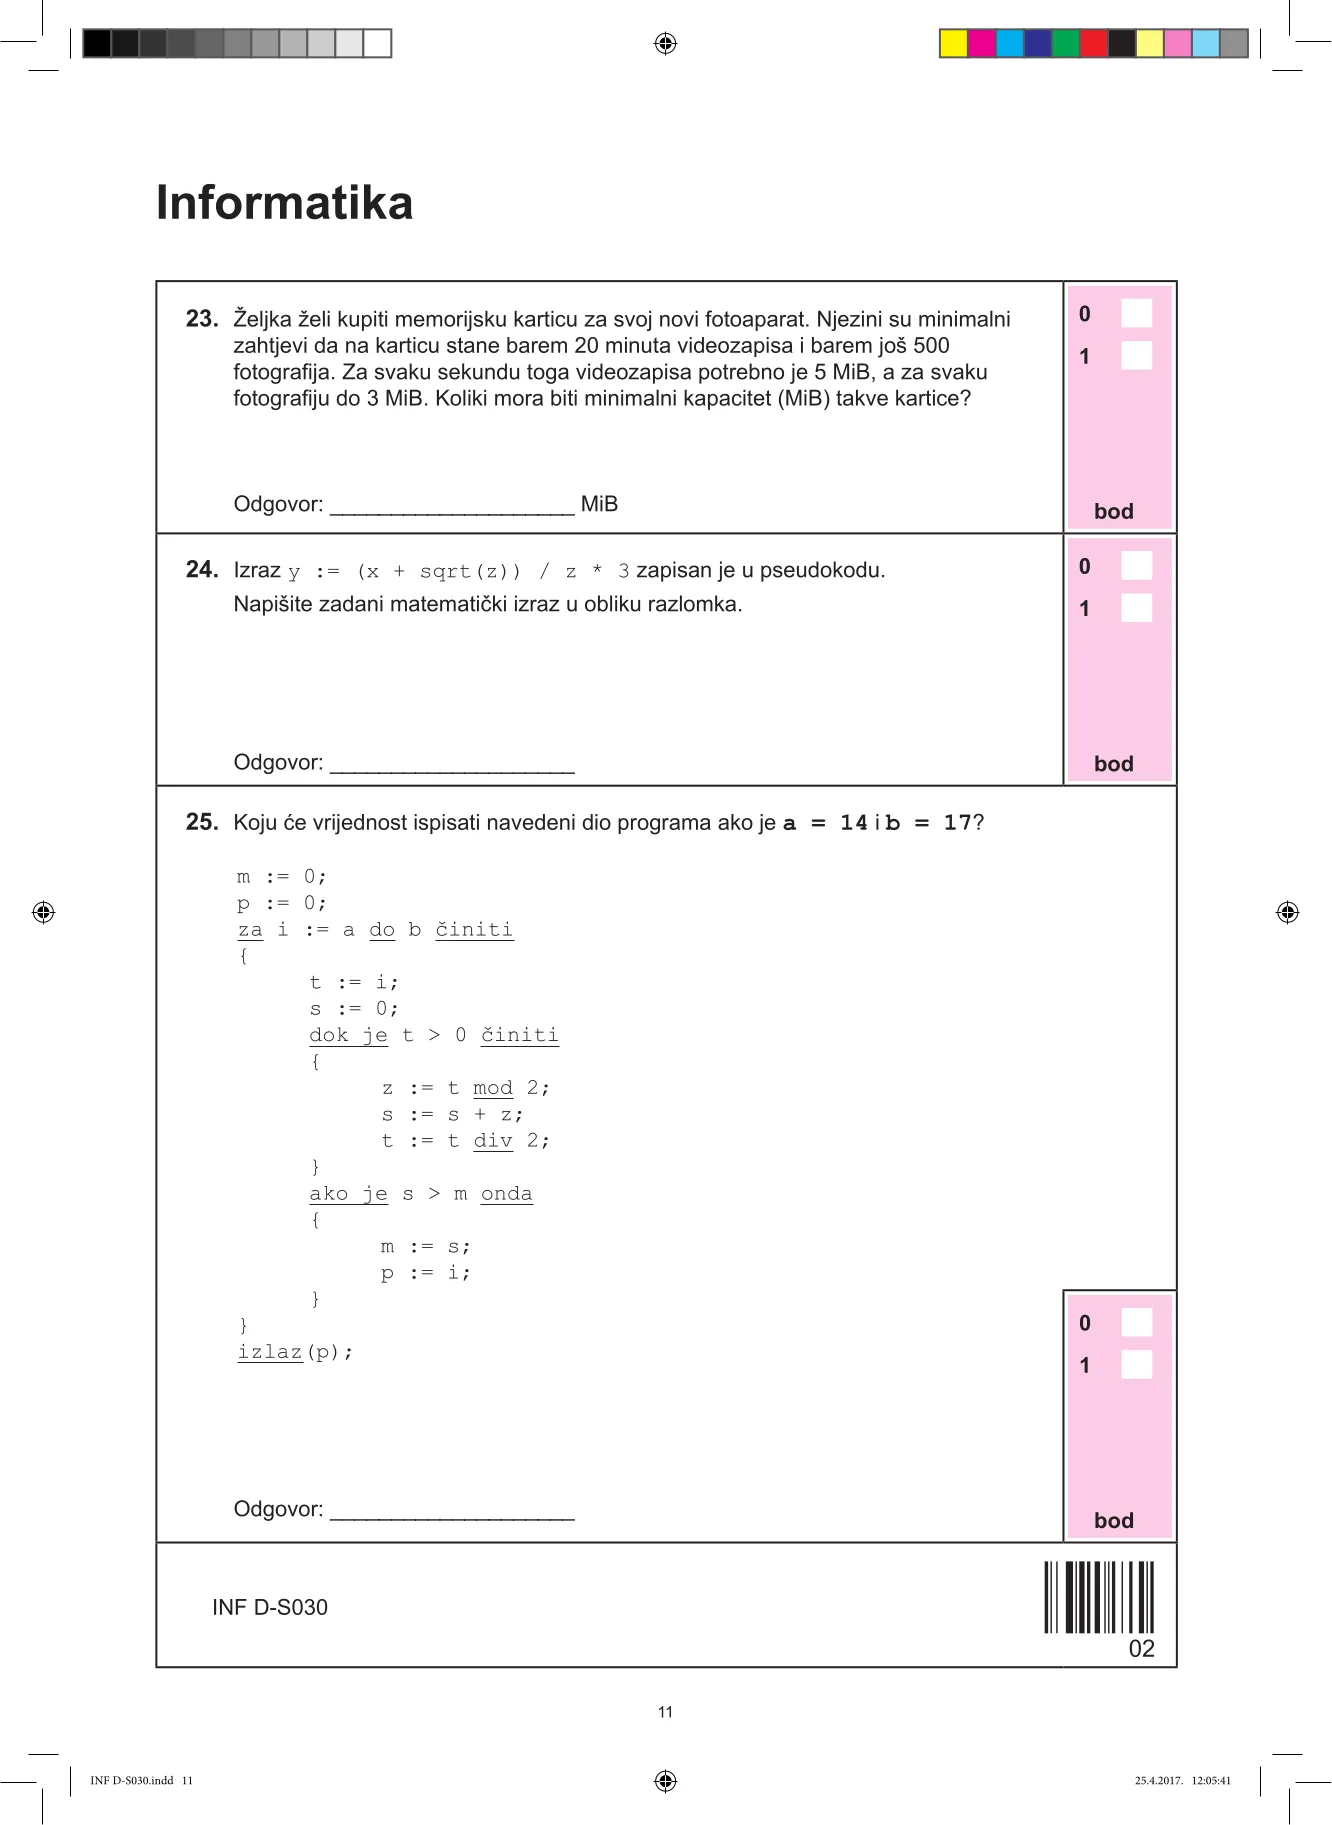 Informatika
23. Željka želi kupiti memorijsku karticu za svoj novi fotoaparat. Njezini su minimalni
zahtjevi da na karticu stane barem 20 minuta videozapisa i barem još 500
fotografija. Za svaku sekundu toga videozapisa potrebno je 5 MiB, a za svaku
fotografiju do 3 MiB. Koliki mora biti minimalni kapacitet (MiB) takve kartice?
Odgovor: ____________________ MiB
0
1
bod
24. Izraz y := (x + sqrt(z)) / z * 3 zapisan je u pseudokodu.
Napišite zadani matematički izraz u obliku razlomka.
Odgovor: ____________________
0
1
bod
25. Koju će vrijednost ispisati navedeni dio programa ako je a = 14 i b = 17?
m := 0;
p := 0;
za i := a do b činiti
{
t := i;
s := 0;
dok je t > 0 činiti
{
z := t mod 2;
s := s + z;
t := t div 2;
}
ako je s > m onda
{
m := s;
p := i;
}
}
izlaz(p);
Odgovor: ____________________
0
1
bod
INF D-S030
02
11
INF D-S030.indd 11
25.4.2017. 12:05:41